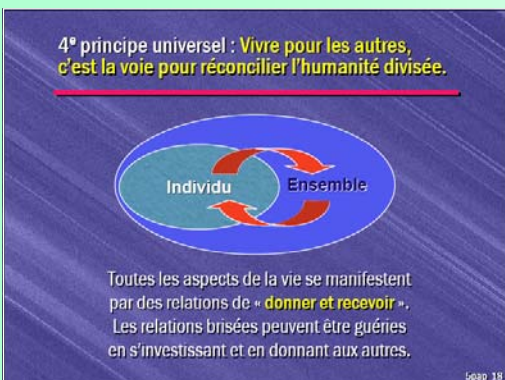 4e principe universel : Vivre pour les autres,
c'est la voie pour réconcilier l'humanité divisée.
Individu
Ensemble
Toutes les aspects de la vie se manifestent
par des relations de « donner et recevoir ».
Les relations brisées peuvent être guéries
en s'investissant et en donnant aux autres.
18